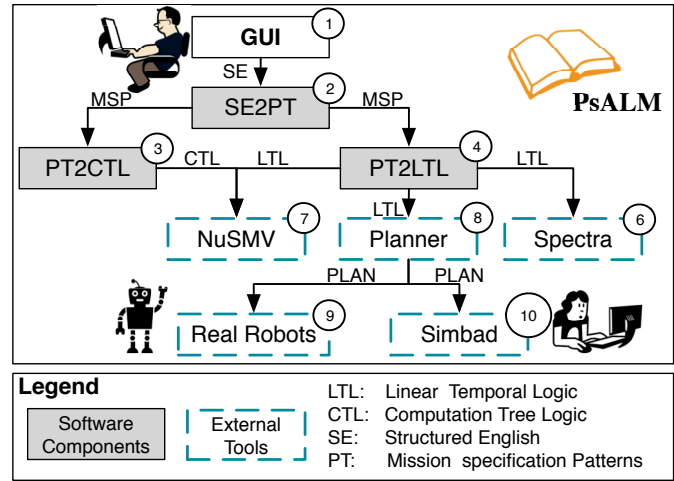 GUI
1
PsALM
SE
SE2PT
2
MSP
MSP
PT2CTL
3
CTL
LTL
PT2LTL
4
LTL
NuSMV
7
LTL
Planner
8
Spectra
6
PLAN
PLAN
Real Robots
9
Simbad
10
Legend
Software
Components
External
Tools
LTL: Linear Temporal Logic
CTL: Computation Tree Logic
SE: Structured English
PT: Mission specification Patterns